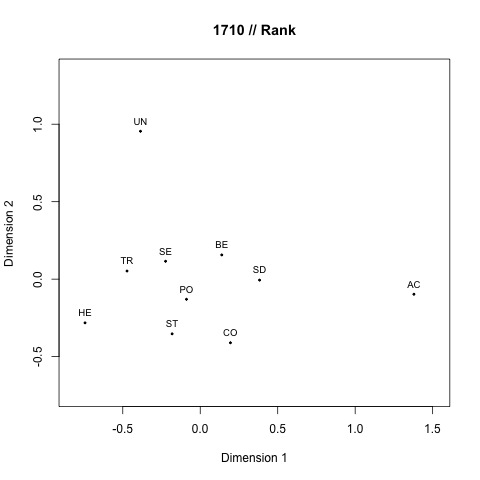 1710 // Rank
UN
BE
SE
TR
SD
AC
PO
HE
ST
CO
1.0
0.5
0.0
-0.5
Dimension 2
-0.5 0.0 0.5 1.0 1.5
Dimension 1